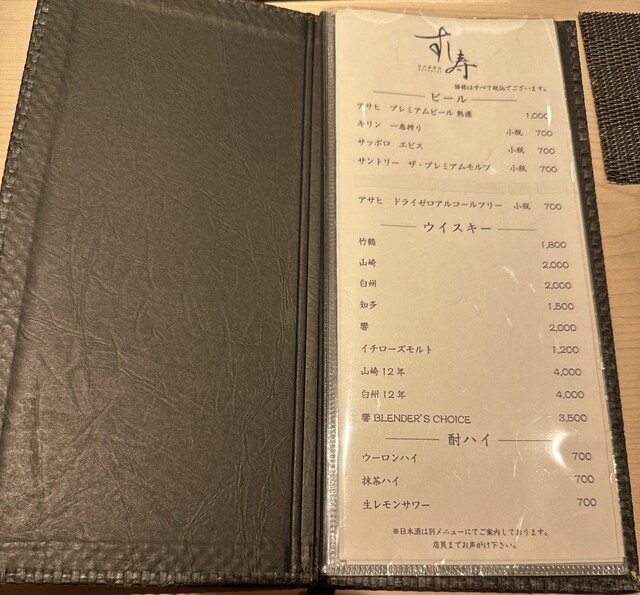 すし寿
価格はすべて税込でございます。
ビール
アサヒ プレミアムビール 熟撰 1,000
キリン 一番搾り 小瓶 700
サッポロ エビス 小瓶 700
サントリー ザ・プレミアムモルツ 小瓶 700
アサヒ ドライゼロアルコールフリー 小瓶 700
ウイスキー
竹鶴 1,800
山崎 2,000
白州 2,000
知多 1,500
響 2,000
イチローズモルト 1,200
山崎 12年 4,000
白州 12年 4,000
響 BLENDER'S CHOICE 3,500
酎ハイ
ウーロンハイ 700
抹茶ハイ 700
生レモンサワー 700
※日本酒は別メニューにてご案内しております。
店員までお声がけ下さい。